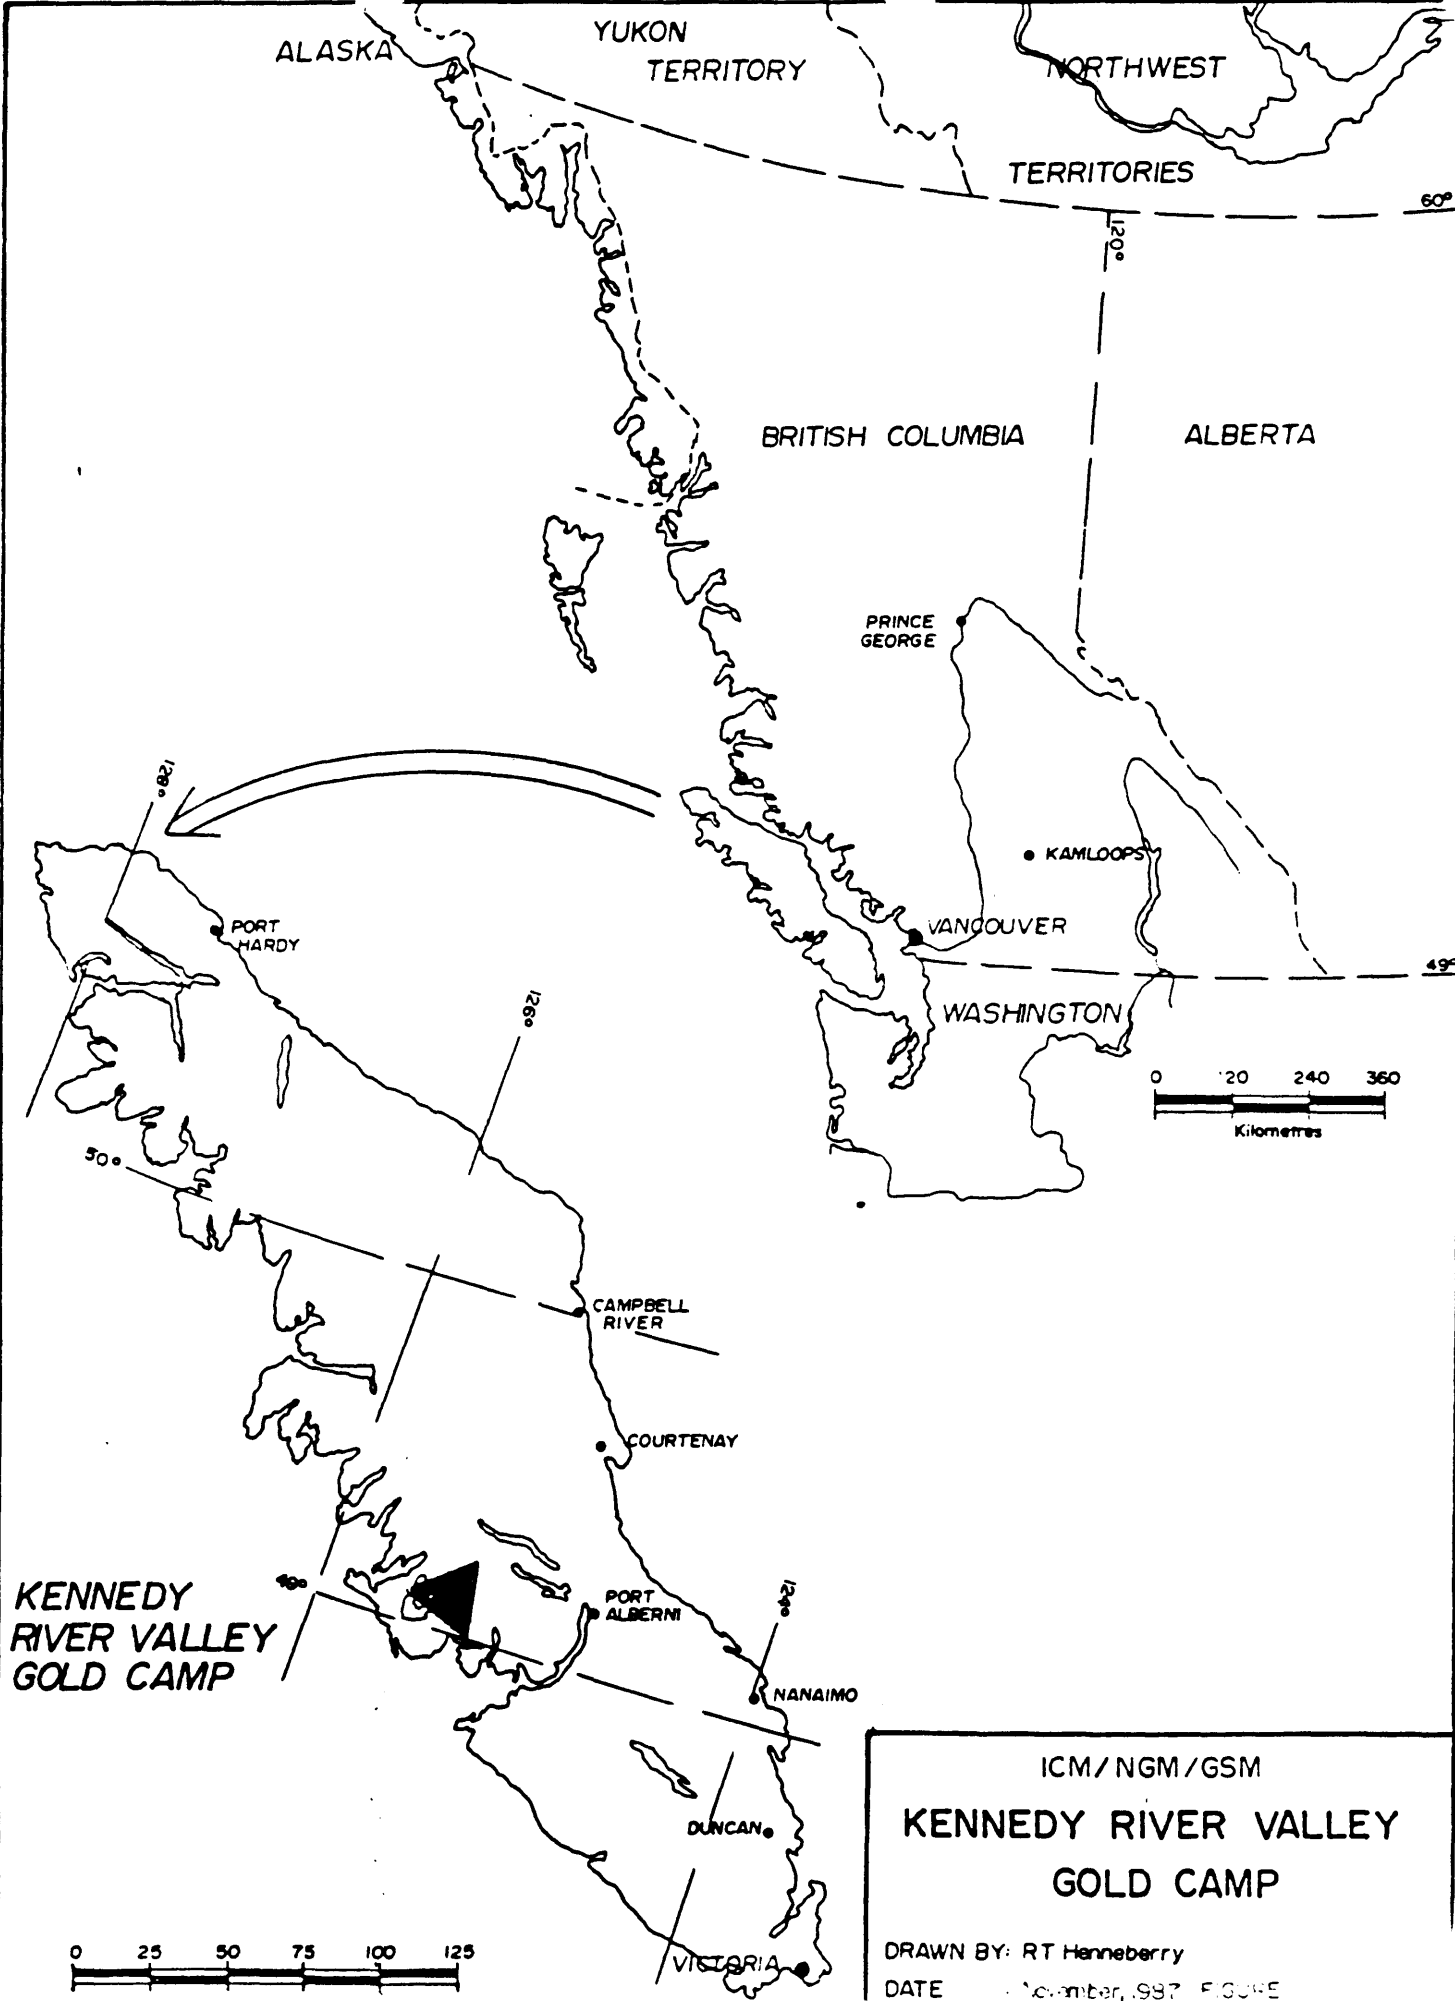 YUKON
TERRITORY
ALASKA
NORTHWEST
TERRITORIES
60°
120°
BRITISH COLUMBIA
ALBERTA
PRINCE
GEORGE
128°
KAMLOOPS
VANCOUVER
PORT
HARDY
49°
WASHINGTON
126°
0 120 240 360
Kilometres
50°
CAMPBELL
RIVER
COURTENAY
49°
KENNEDY
RIVER VALLEY
GOLD CAMP
PORT
ALBERNI
124°
NANAIMO
DUNCAN
VICTORIA
0 25 50 75 100 125
ICM/NGM/GSM
KENNEDY RIVER VALLEY
GOLD CAMP
DRAWN BY: RT Henneberry
DATE November, 1987 FIGURE